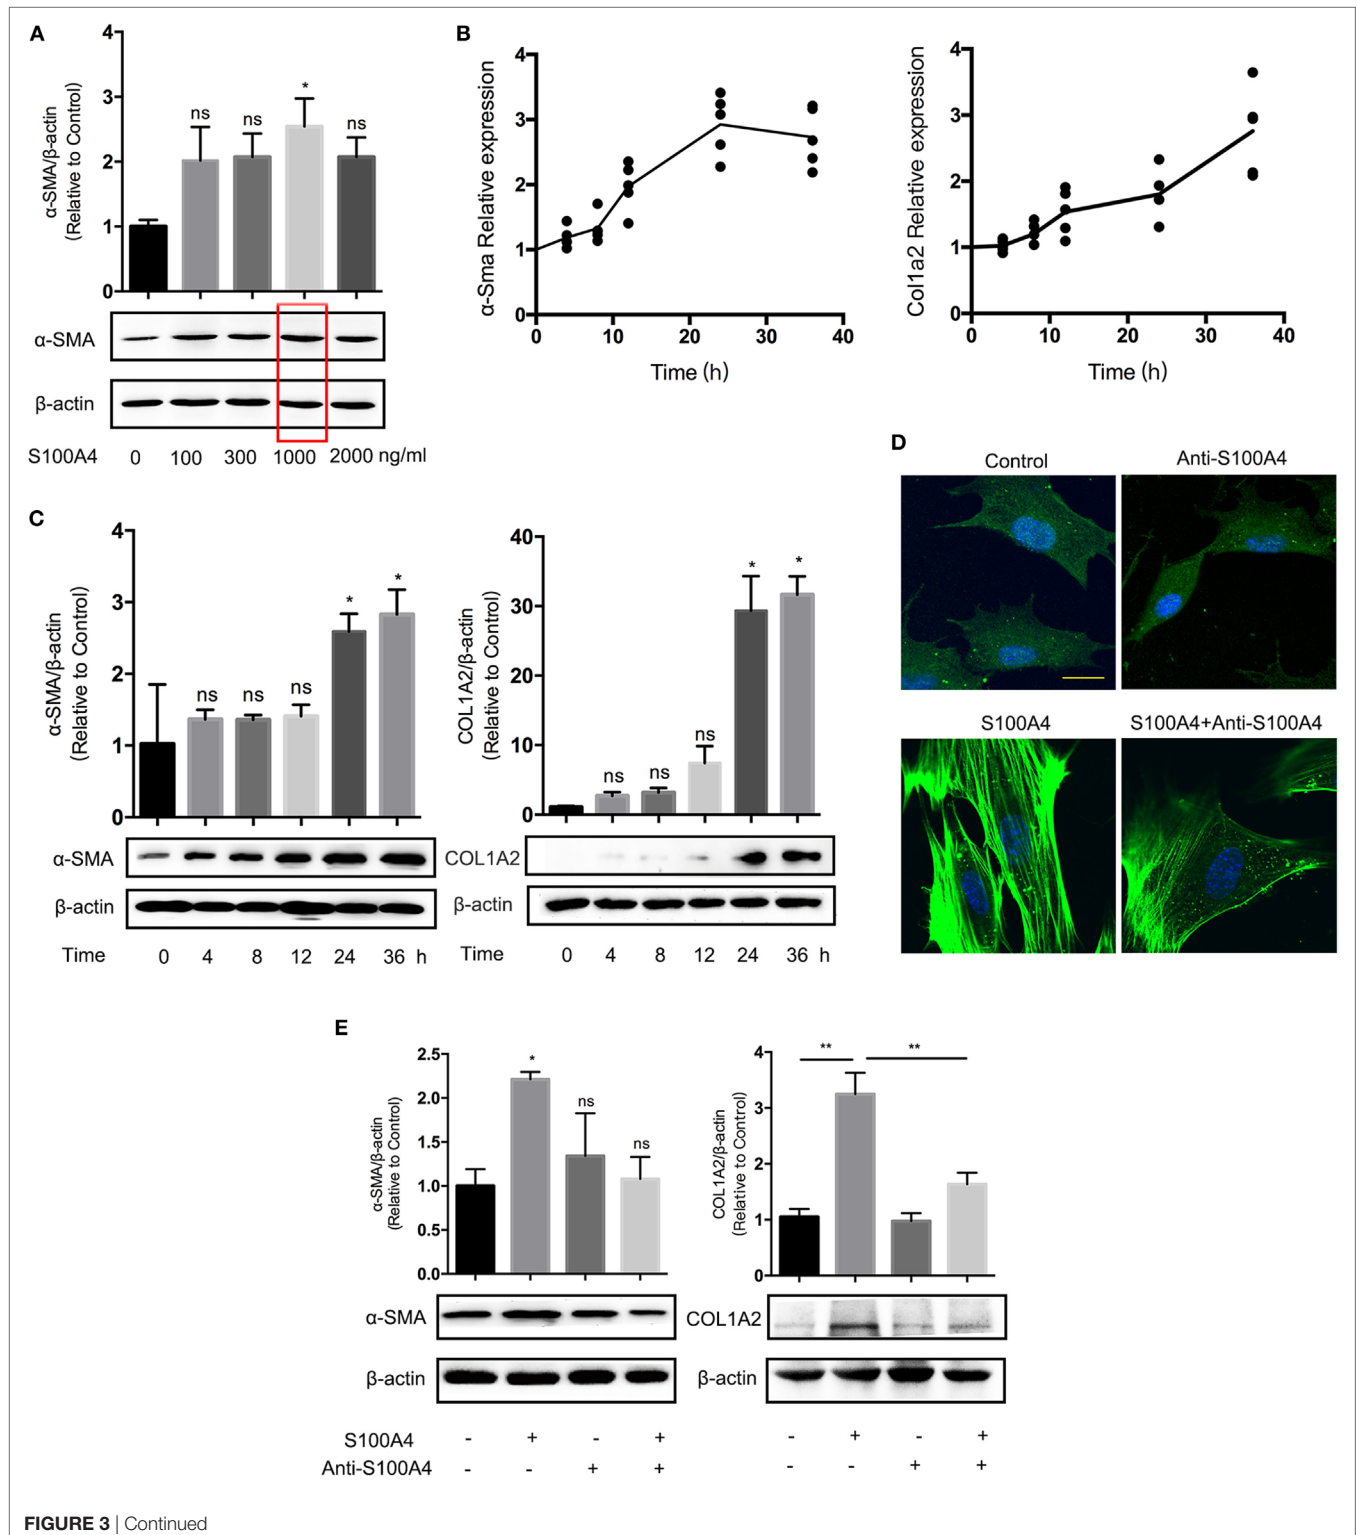 A
α-SMA/β-actin
(Relative to Control)
4
3
2
1
0
ns
ns
*
ns
α-SMA
β-actin
S100A4 0 100 300 1000 2000 ng/ml
B
α-Sma Relative expression
4
3
2
1
0
0 10 20 30 40
Time (h)
Col1a2 Relative expression
4
3
2
1
0
0 10 20 30 40
Time (h)
C
α-SMA/β-actin
(Relative to Control)
4
3
2
1
0
ns ns ns * *
α-SMA
β-actin
Time 0 4 8 12 24 36 h
COL1A2/β-actin
(Relative to Control)
40
30
20
10
0
ns ns ns * *
COL1A2
β-actin
Time 0 4 8 12 24 36 h
D
Control
Anti-S100A4
S100A4
S100A4+Anti-S100A4
E
α-SMA/β-actin
(Relative to Control)
2.5
2.0
1.5
1.0
0.5
0.0
* ns ns
α-SMA
β-actin
COL1A2/β-actin
(Relative to Control)
4
3
2
1
0
** **
COL1A2
β-actin
S100A4 - + - + - + - +
Anti-S100A4 - - + + - - + +
FIGURE 3 | Continued